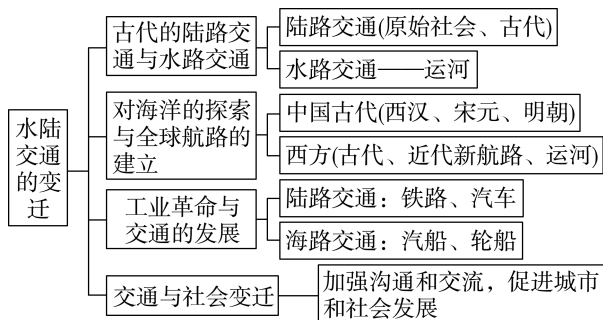 水陆
交通
的变
迁
古代的陆路交
通与水路交通
陆路交通(原始社会、古代)
水路交通——运河
对海洋的探索
与全球航路的
建立
中国古代(西汉、宋元、明朝)
西方(古代、近代新航路、运河)
工业革命与
交通的发展
陆路交通：铁路、汽车
海路交通：汽船、轮船
交通与社会变迁
加强沟通和交流，促进城市
和社会发展